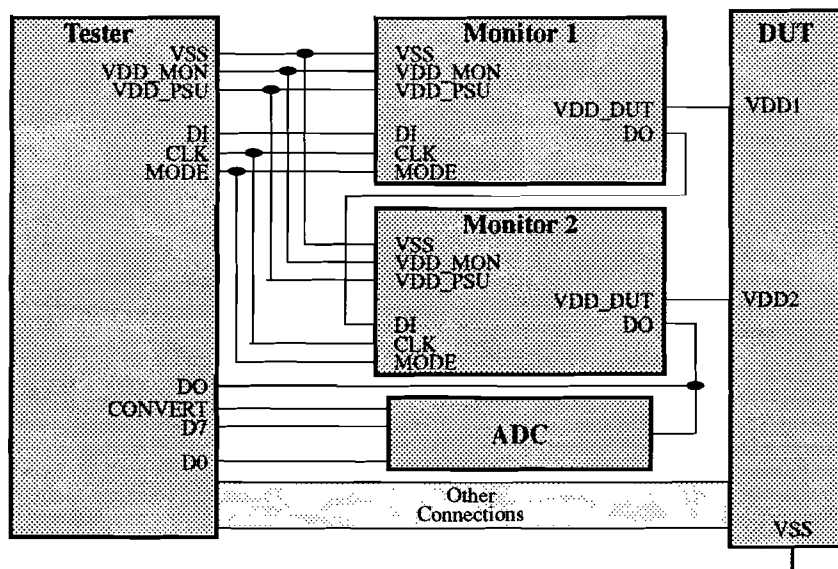 Tester
VSS
VDD_MON
VDD_PSU
DI
CLK
MODE
DO
CONVERT
D7
D0
Monitor 1
VSS
VDD_MON
VDD_PSU
DI
CLK
MODE
VDD_DUT
DO
Monitor 2
VSS
VDD_MON
VDD_PSU
DI
CLK
MODE
VDD_DUT
DO
ADC
Other
Connections
DUT
VDD1
VDD2
VSS